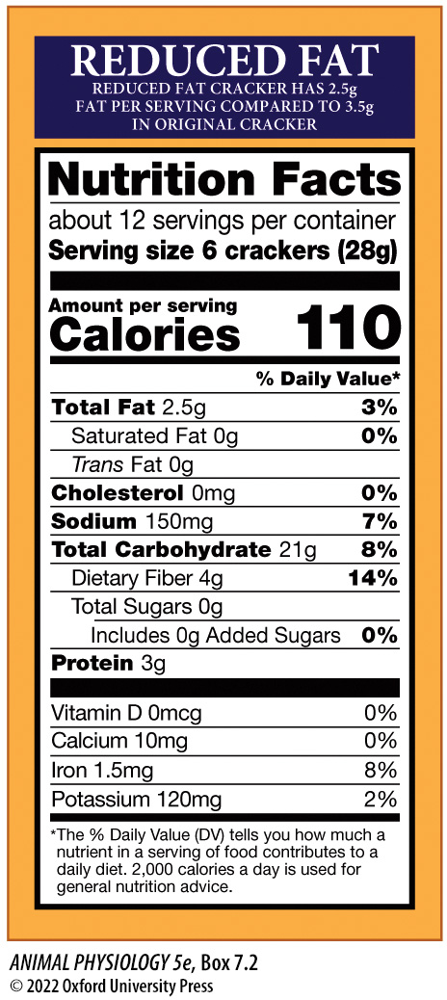 REDUCED FAT
REDUCED FAT CRACKER HAS 2.5g
FAT PER SERVING COMPARED TO 3.5g
IN ORIGINAL CRACKER
Nutrition Facts
about 12 servings per container
Serving size 6 crackers (28g)
Amount per serving
Calories 110
% Daily Value*
Total Fat 2.5g 3%
Saturated Fat 0g 0%
Trans Fat 0g
Cholesterol 0mg 0%
Sodium 150mg 7%
Total Carbohydrate 21g 8%
Dietary Fiber 4g 14%
Total Sugars 0g
Includes 0g Added Sugars 0%
Protein 3g
Vitamin D 0mcg 0%
Calcium 10mg 0%
Iron 1.5mg 8%
Potassium 120mg 2%
*The % Daily Value (DV) tells you how much a
nutrient in a serving of food contributes to a
daily diet. 2,000 calories a day is used for
general nutrition advice.
ANIMAL PHYSIOLOGY 5e, Box 7.2
© 2022 Oxford University Press